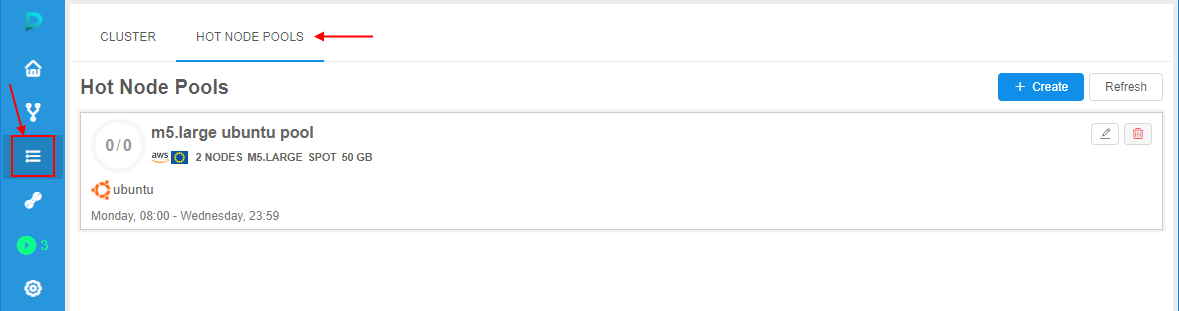 CLUSTER HOT NODE POOLS
Hot Node Pools
+ Create Refresh
0/0
m5.large ubuntu pool
aws 2 NODES M5.LARGE SPOT 50 GB
ubuntu
Monday, 08:00 - Wednesday, 23:59
3